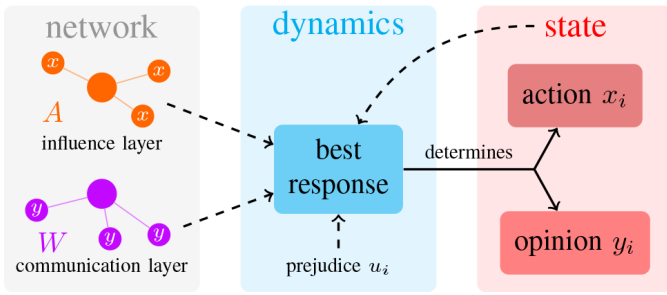 network
dynamics
state
x
x
x
A
influence layer
y
y
y
W
communication layer
best
response
prejudice u_i
determines
action x_i
opinion y_i